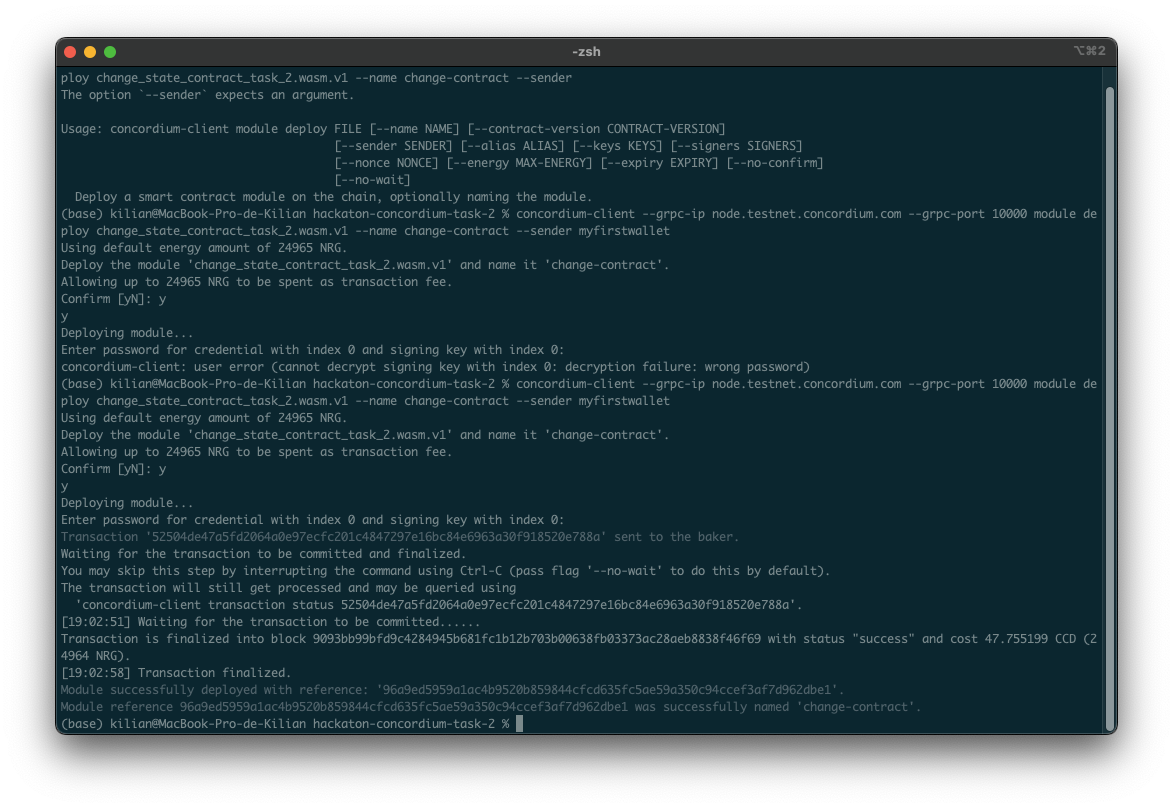 -zsh
⌥⌘2
ploy change_state_contract_task_2.wasm.v1 --name change-contract --sender
The option `--sender` expects an argument.
Usage: concordium-client module deploy FILE [--name NAME] [--contract-version CONTRACT-VERSION]
[--sender SENDER] [--alias ALIAS] [--keys KEYS] [--signers SIGNERS]
[--nonce NONCE] [--energy MAX-ENERGY] [--expiry EXPIRY] [--no-confirm]
[--no-wait]
Deploy a smart contract module on the chain, optionally naming the module.
(base) kilian@MacBook-Pro-de-Kilian hackaton-concordium-task-2 % concordium-client --grpc-ip node.testnet.concordium.com --grpc-port 10000 module de
ploy change_state_contract_task_2.wasm.v1 --name change-contract --sender myfirstwallet
Using default energy amount of 24965 NRG.
Deploy the module 'change_state_contract_task_2.wasm.v1' and name it 'change-contract'.
Allowing up to 24965 NRG to be spent as transaction fee.
Confirm [yN]: y
y
Deploying module...
Enter password for credential with index 0 and signing key with index 0:
concordium-client: user error (cannot decrypt signing key with index 0: decryption failure: wrong password)
(base) kilian@MacBook-Pro-de-Kilian hackaton-concordium-task-2 % concordium-client --grpc-ip node.testnet.concordium.com --grpc-port 10000 module de
ploy change_state_contract_task_2.wasm.v1 --name change-contract --sender myfirstwallet
Using default energy amount of 24965 NRG.
Deploy the module 'change_state_contract_task_2.wasm.v1' and name it 'change-contract'.
Allowing up to 24965 NRG to be spent as transaction fee.
Confirm [yN]: y
y
Deploying module...
Enter password for credential with index 0 and signing key with index 0:
Transaction '52504de47a5fd2064a0e97ecfc201c4847297e16bc84e6963a30f918520e788a' sent to the baker.
Waiting for the transaction to be committed and finalized.
You may skip this step by interrupting the command using Ctrl-C (pass flag '--no-wait' to do this by default).
The transaction will still get processed and may be queried using
'concordium-client transaction status 52504de47a5fd2064a0e97ecfc201c4847297e16bc84e6963a30f918520e788a'.
[19:02:51] Waiting for the transaction to be committed......
Transaction is finalized into block 9093bb99bfd9c4284945b681fc1b12b703b00638fb03373ac28aeb8838f46f69 with status "success" and cost 47.755199 CCD (2
4964 NRG).
[19:02:58] Transaction finalized.
Module successfully deployed with reference: '96a9ed5959a1ac4b9520b859844cfcd635fc5ae59a350c94ccef3af7d962dbe1'.
Module reference 96a9ed5959a1ac4b9520b859844cfcd635fc5ae59a350c94ccef3af7d962dbe1 was successfully named 'change-contract'.
(base) kilian@MacBook-Pro-de-Kilian hackaton-concordium-task-2 %